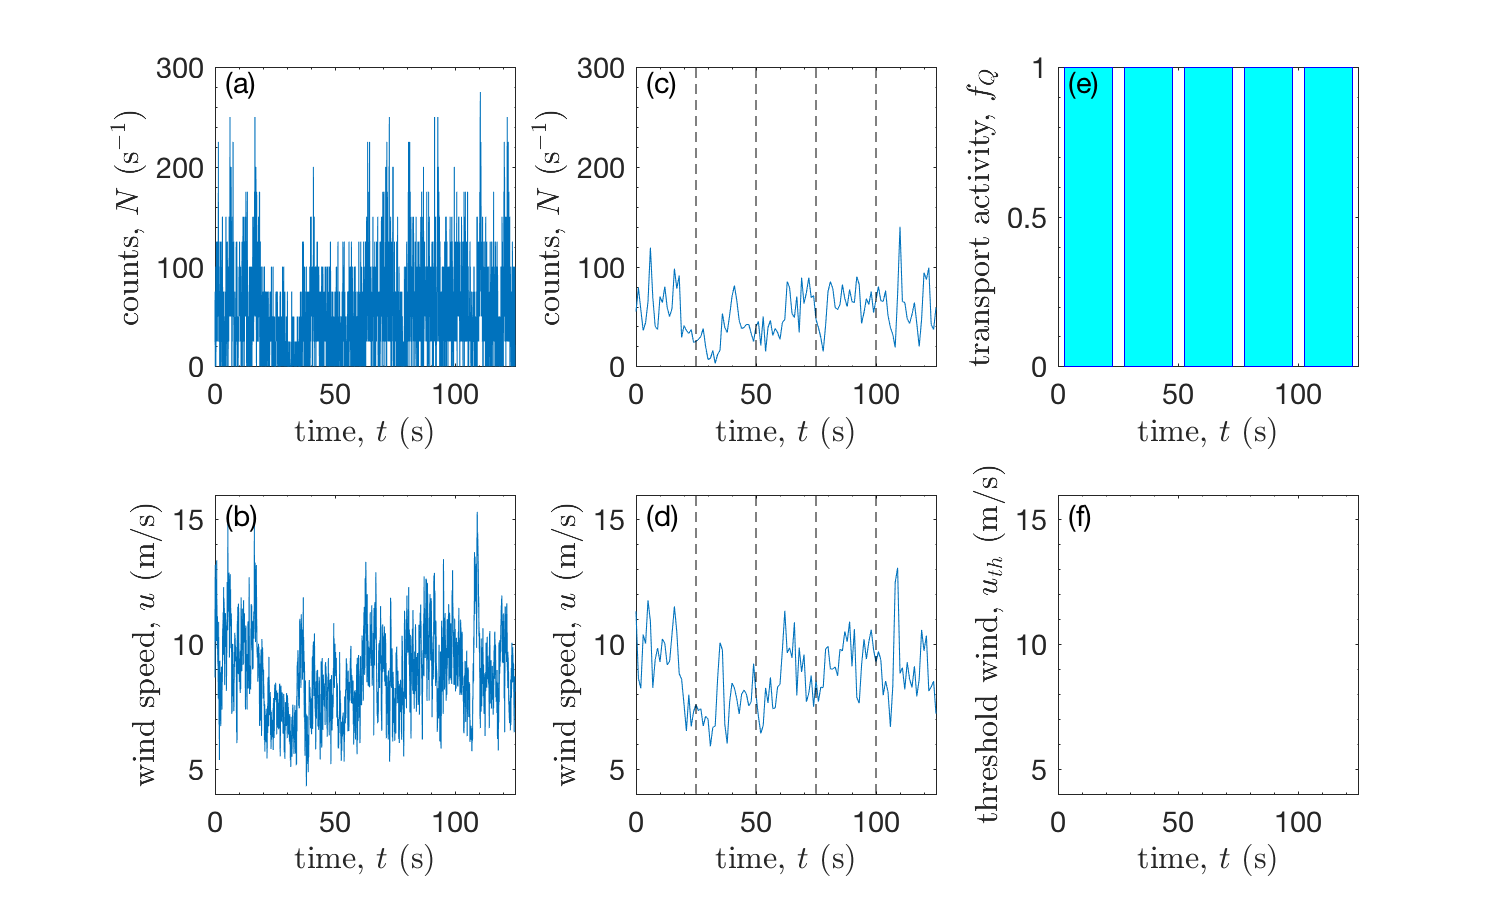 (a)
300
200
100
0
counts, N (s⁻¹)
0 50 100
time, t (s)
(c)
300
200
100
0
counts, N (s⁻¹)
0 50 100
time, t (s)
(e)
1
0.5
0
transport activity, f_Q
0 50 100
time, t (s)
(b)
15
10
5
wind speed, u (m/s)
0 50 100
time, t (s)
(d)
15
10
5
wind speed, u (m/s)
0 50 100
time, t (s)
(f)
15
10
5
threshold wind, u_th (m/s)
0 50 100
time, t (s)